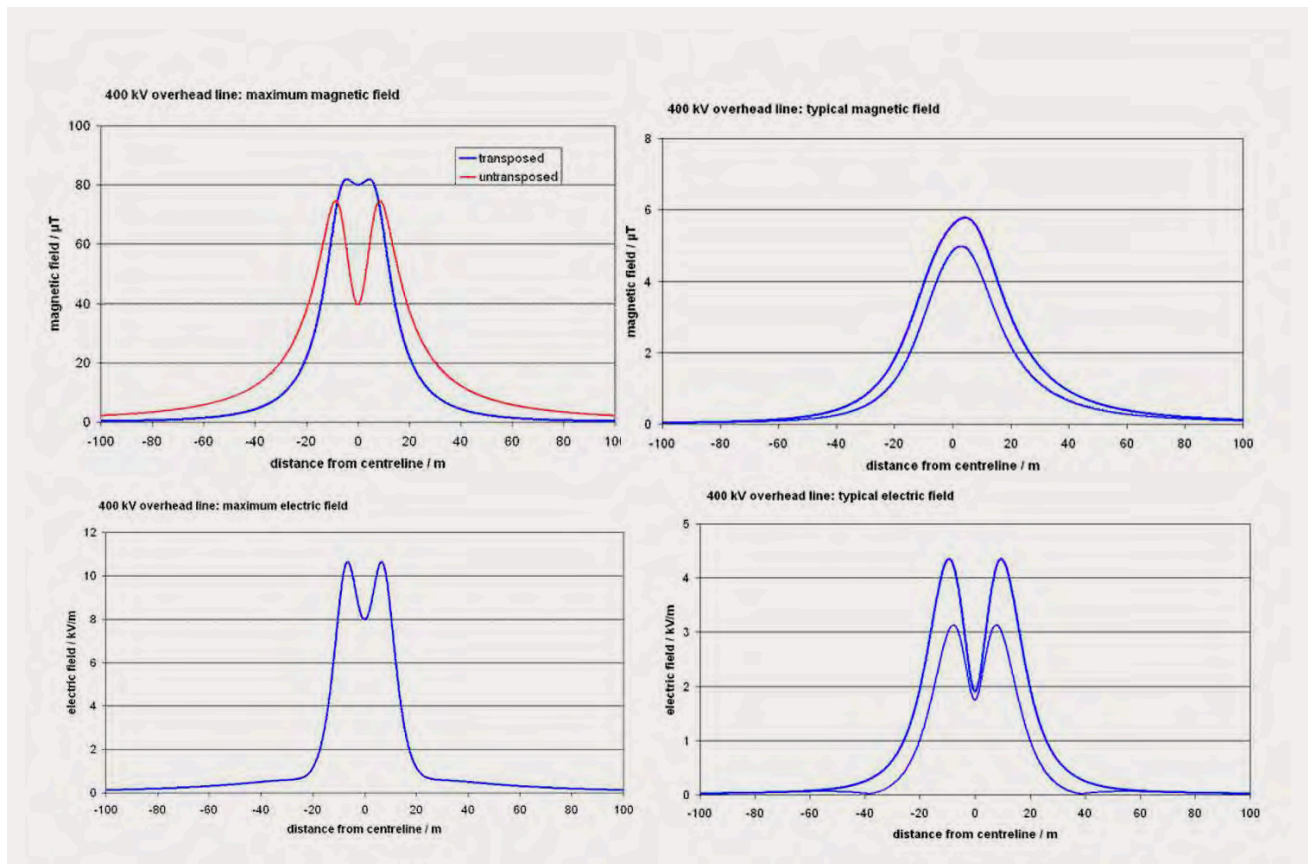 400 kV overhead line: maximum magnetic field
100
80
60
40
20
0
magnetic field / µT
transposed
untransposed
-100 -80 -60 -40 -20 0 20 40 60 80 100
distance from centreline / m
400 kV overhead line: typical magnetic field
8
6
4
2
0
magnetic field / µT
-100 -80 -60 -40 -20 0 20 40 60 80 100
distance from centreline / m
400 kV overhead line: maximum electric field
12
10
8
6
4
2
0
electric field / kV/m
-100 -80 -60 -40 -20 0 20 40 60 80 100
distance from centreline / m
400 kV overhead line: typical electric field
5
4
3
2
1
0
electric field / kV/m
-100 -80 -60 -40 -20 0 20 40 60 80 100
distance from centreline / m